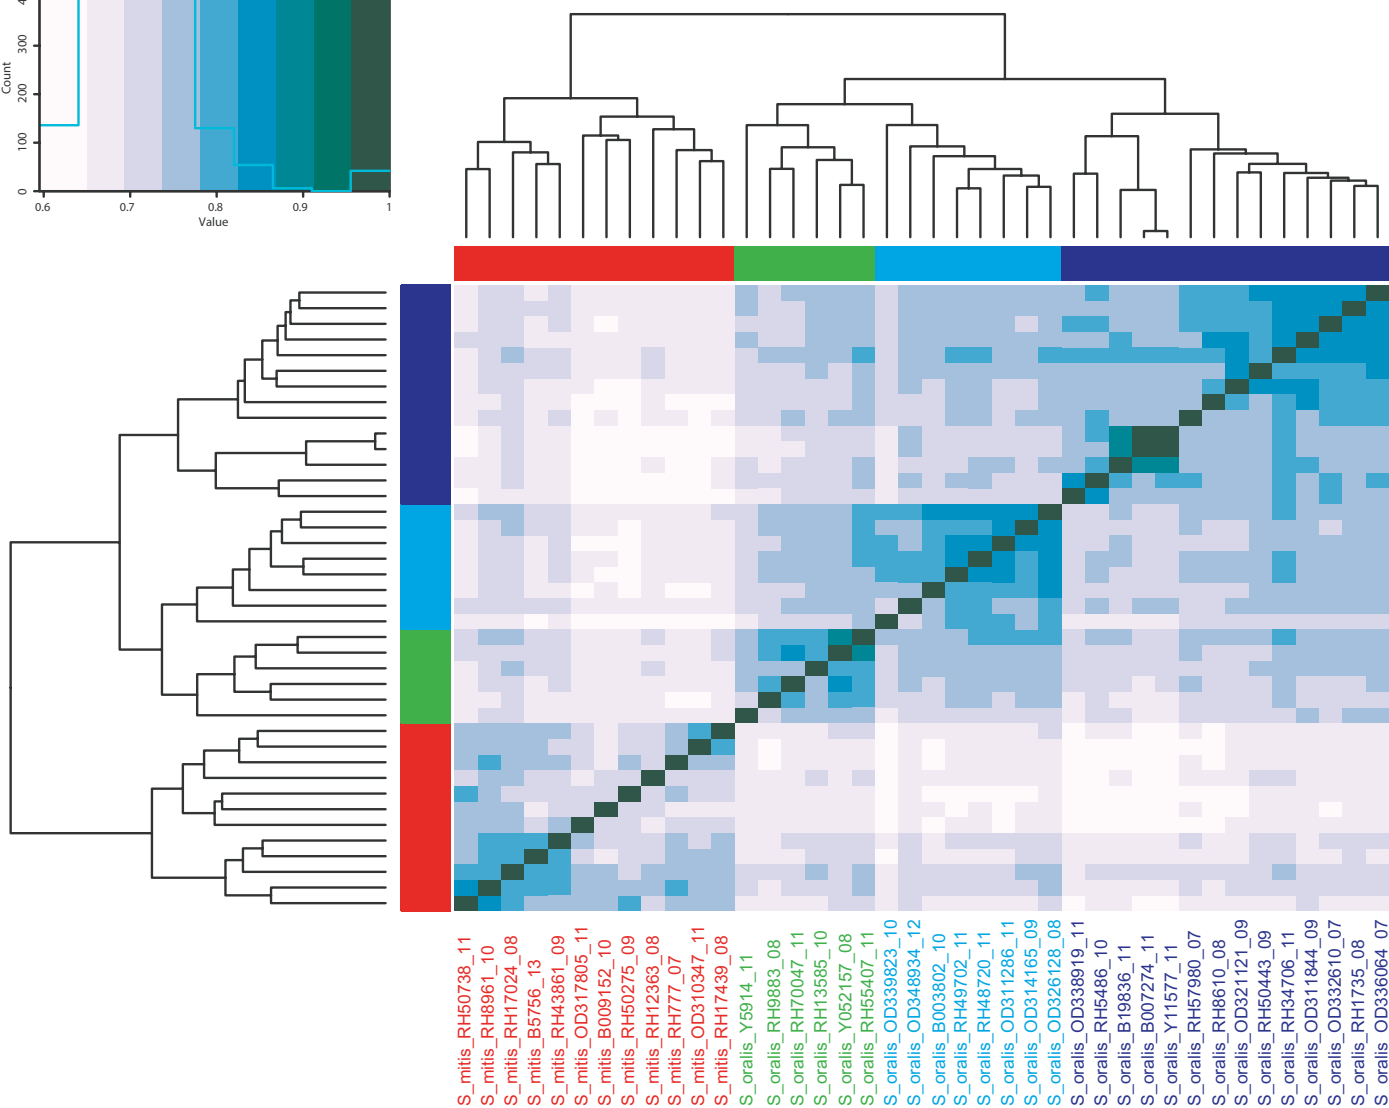 Count
300
200
100
0
0.6 0.7 0.8 0.9 1
Value
S_mitis_RH50738_11
S_mitis_RH8961_10
S_mitis_RH17024_08
S_mitis_B5756_13
S_mitis_RH43861_09
S_mitis_OD317805_11
S_mitis_B009152_10
S_mitis_RH50275_09
S_mitis_RH12363_08
S_mitis_RH777_07
S_mitis_OD310347_11
S_mitis_RH17439_08
S_oralis_Y5914_11
S_oralis_RH9883_08
S_oralis_RH70047_11
S_oralis_RH13585_10
S_oralis_Y052157_08
S_oralis_RH55407_11
S_oralis_OD339823_10
S_oralis_OD348934_12
S_oralis_B003802_10
S_oralis_RH49702_11
S_oralis_RH48720_11
S_oralis_OD311286_11
S_oralis_OD314165_09
S_oralis_OD326128_08
S_oralis_OD338919_11
S_oralis_RH5486_10
S_oralis_B19836_11
S_oralis_B007274_11
S_oralis_Y11577_11
S_oralis_RH57980_07
S_oralis_RH8610_08
S_oralis_OD321121_09
S_oralis_RH50443_09
S_oralis_RH34706_11
S_oralis_OD311844_09
S_oralis_OD332610_07
S_oralis_RH1735_08
S_oralis_OD336064_07